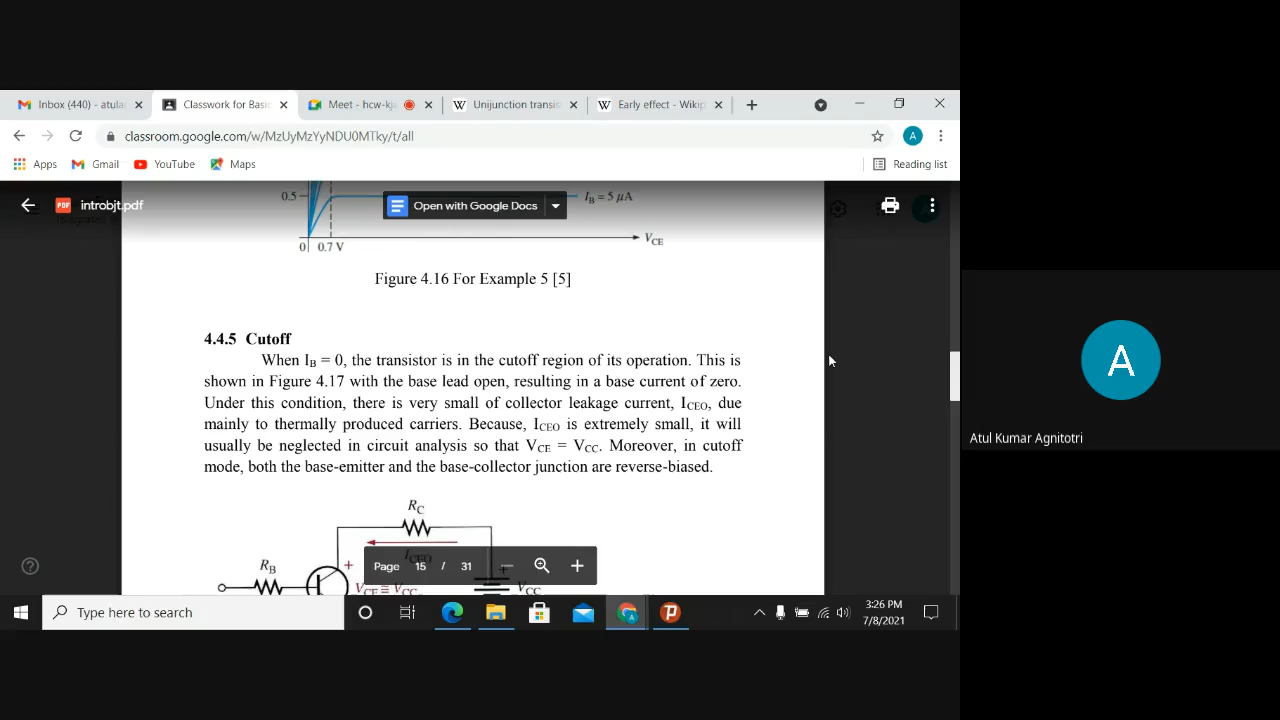 Inbox (440) - atula
Classwork for Basic
Meet - hcw-kj
Unijunction transis
Early effect - Wikip
classroom.google.com/w/MzUyMzYyNDU0MTky/t/all
A
Apps Gmail YouTube Maps Reading list
0.5 I_B = 5 μA
introbjt.pdf
Open with Google Docs
0 0.7 V V_CE
Figure 4.16 For Example 5 [5]
4.4.5 Cutoff
When I_B = 0, the transistor is in the cutoff region of its operation. This is
shown in Figure 4.17 with the base lead open, resulting in a base current of zero.
Under this condition, there is very small of collector leakage current, I_CEO, due
mainly to thermally produced carriers. Because, I_CEO is extremely small, it will
usually be neglected in circuit analysis so that V_CE = V_CC. Moreover, in cutoff
mode, both the base-emitter and the base-collector junction are reverse-biased.
R_C
I_CEO
R_B + Page 15 / 31 +
V_CE ≅ V_CC V_CC
Type here to search
3:26 PM
7/8/2021
A
Atul Kumar Agnitotri